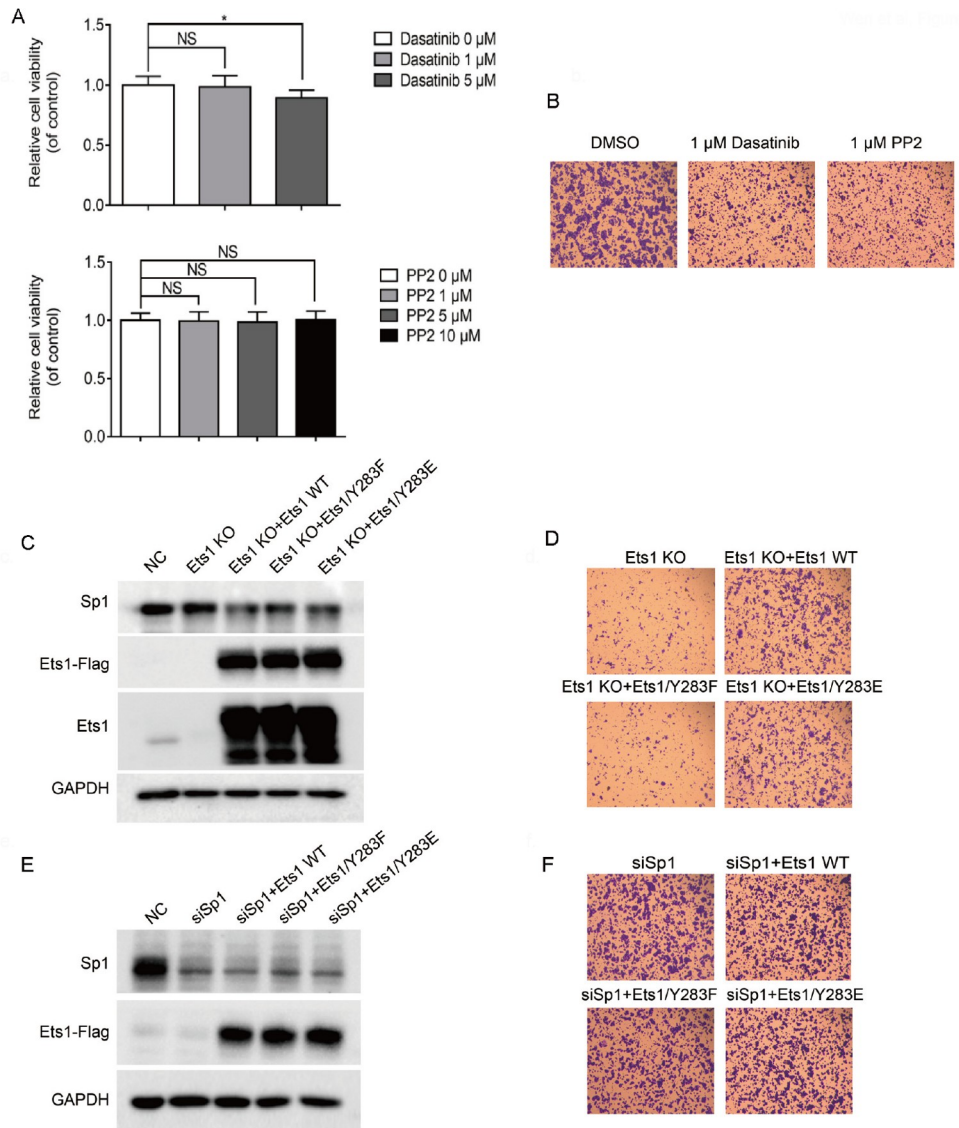 A
Relative cell viability
(of control)
1.5
1.0
0.5
0.0
*
NS
Dasatinib 0 µM
Dasatinib 1 µM
Dasatinib 5 µM
Relative cell viability
(of control)
1.5
1.0
0.5
0.0
NS
NS
NS
PP2 0 µM
PP2 1 µM
PP2 5 µM
PP2 10 µM
B
DMSO
1 µM Dasatinib
1 µM PP2
C
NC
Ets1 KO
Ets1 KO+Ets1 WT
Ets1 KO+Ets1/Y283F
Ets1 KO+Ets1/Y283E
Sp1
Ets1-Flag
Ets1
GAPDH
D
Ets1 KO
Ets1 KO+Ets1 WT
Ets1 KO+Ets1/Y283F
Ets1 KO+Ets1/Y283E
E
NC
siSp1
siSp1+Ets1 WT
siSp1+Ets1/Y283F
siSp1+Ets1/Y283E
Sp1
Ets1-Flag
GAPDH
F
siSp1
siSp1+Ets1 WT
siSp1+Ets1/Y283F
siSp1+Ets1/Y283E